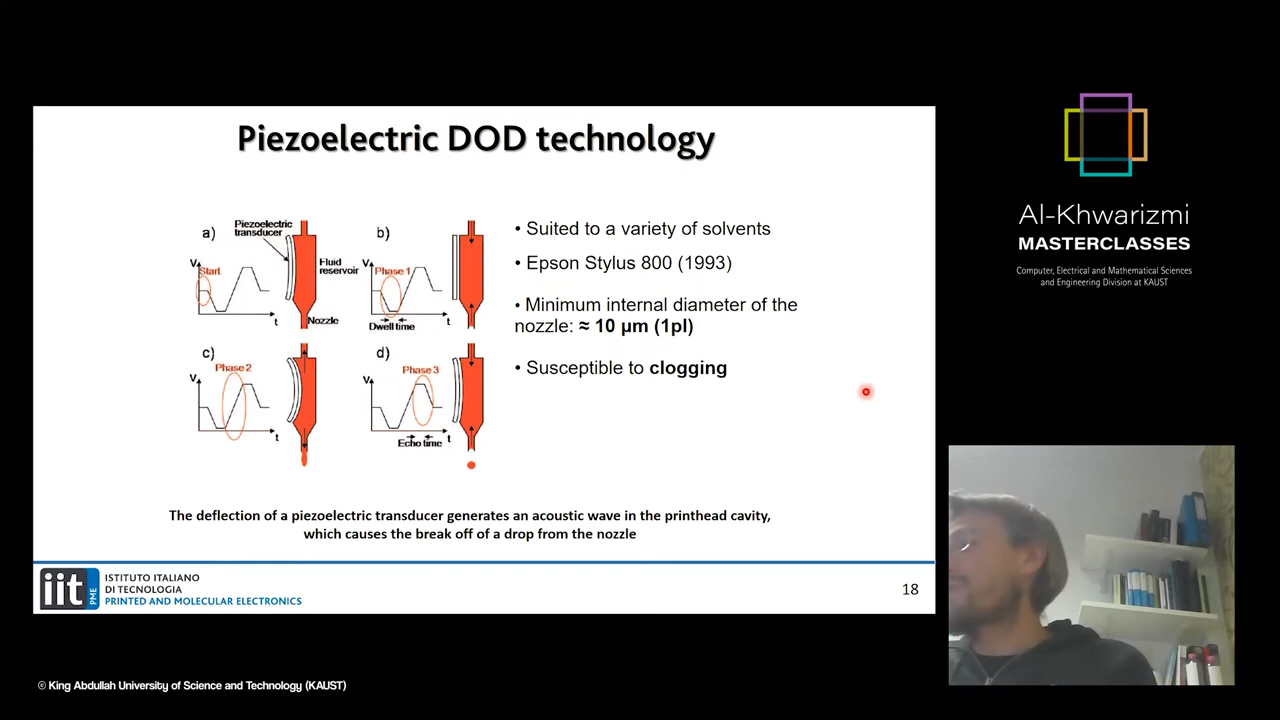 Piezoelectric DOD technology
a)
Piezoelectric
transducer
V
Start
Fluid
reservoir
t
Nozzle
b)
V
Phase 1
Dwell time
t
c)
Phase 2
V
t
d)
Phase 3
V
Echo time
t
• Suited to a variety of solvents
• Epson Stylus 800 (1993)
• Minimum internal diameter of the
nozzle: ≈ 10 µm (1pl)
• Susceptible to clogging
The deflection of a piezoelectric transducer generates an acoustic wave in the printhead cavity,
which causes the break off of a drop from the nozzle
iit
PME
ISTITUTO ITALIANO
DI TECNOLOGIA
PRINTED AND MOLECULAR ELECTRONICS
18
Al-Khwarizmi
MASTERCLASSES
Computer, Electrical and Mathematical Sciences
and Engineering Division at KAUST
© King Abdullah University of Science and Technology (KAUST)